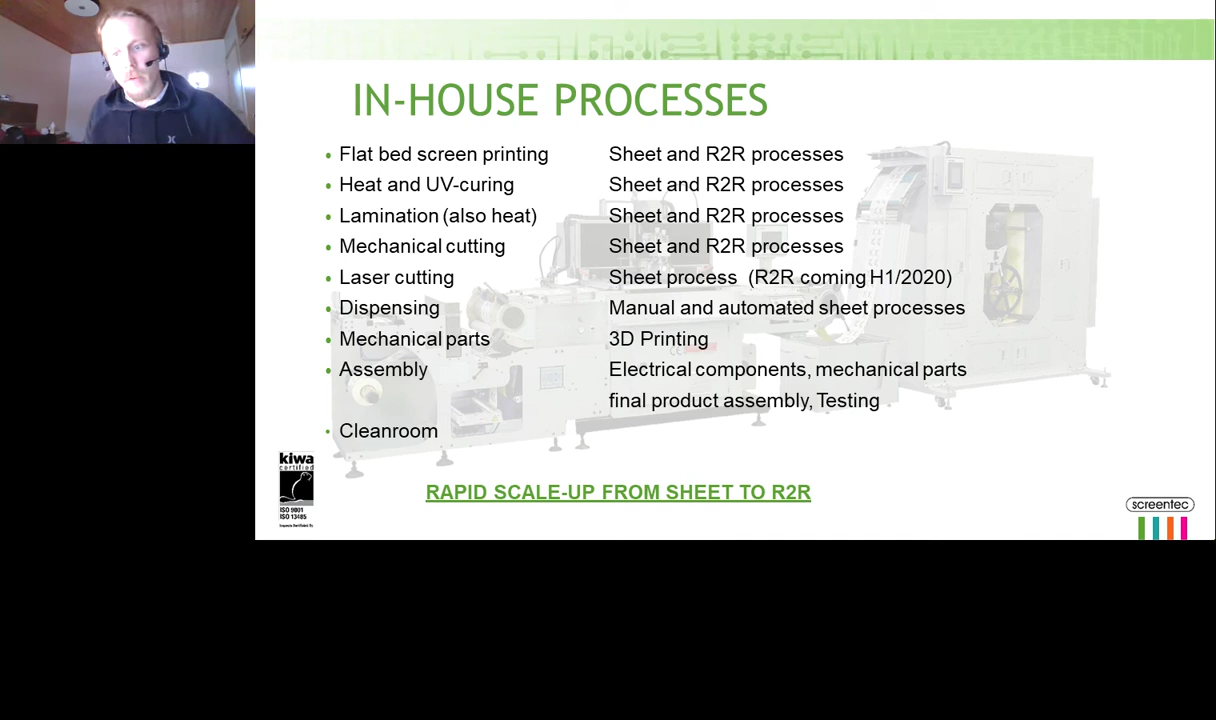 IN-HOUSE PROCESSES
• Flat bed screen printing Sheet and R2R processes
• Heat and UV-curing Sheet and R2R processes
• Lamination (also heat) Sheet and R2R processes
• Mechanical cutting Sheet and R2R processes
• Laser cutting Sheet process (R2R coming H1/2020)
• Dispensing Manual and automated sheet processes
• Mechanical parts 3D Printing
• Assembly Electrical components, mechanical parts
final product assembly, Testing
• Cleanroom
kiwa
certified
ISO 9001
ISO 13485
RAPID SCALE-UP FROM SHEET TO R2R
screentec